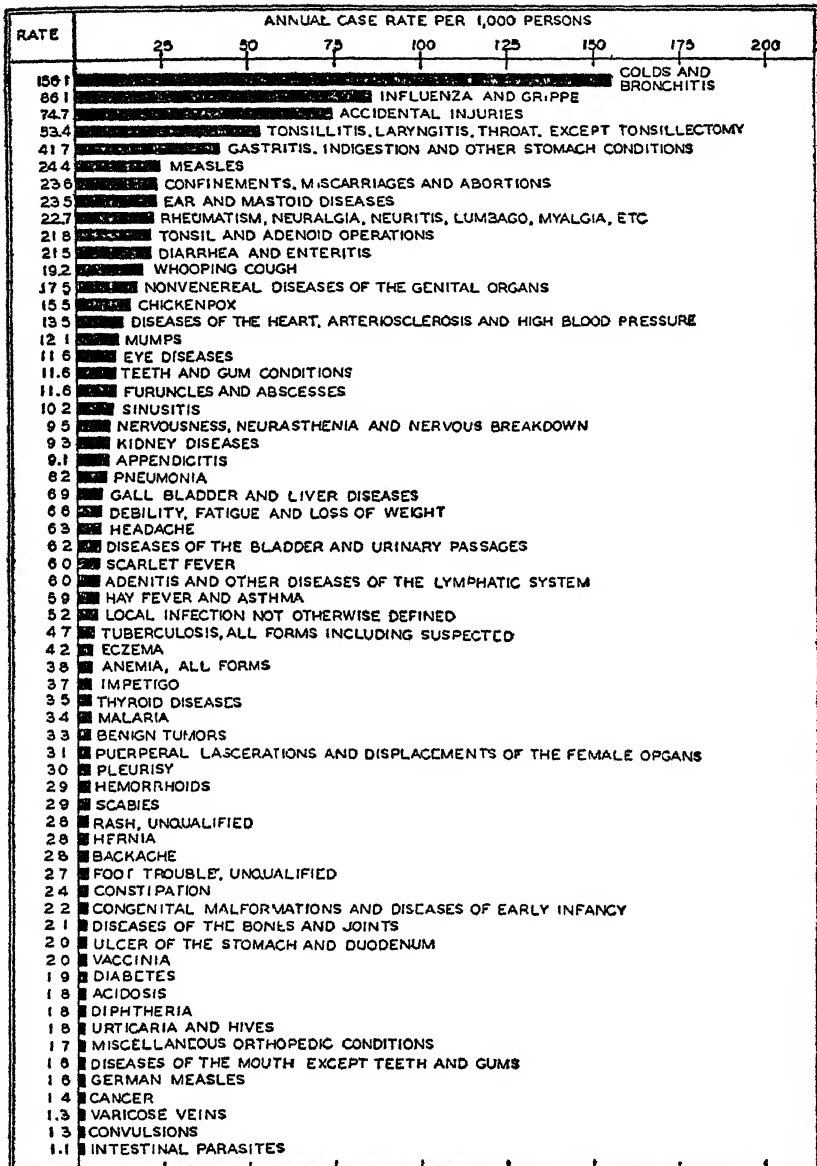 ANNUAL CASE RATE PER 1,000 PERSONS
RATE
25 50 75 100 125 150 175 200
156 1 COLDS AND BRONCHITIS
86 1 INFLUENZA AND GRIPPE
74.7 ACCIDENTAL INJURIES
53.4 TONSILLITIS, LARYNGITIS, THROAT, EXCEPT TONSILLECTOMY
41 7 GASTRITIS, INDIGESTION AND OTHER STOMACH CONDITIONS
24 4 MEASLES
23 6 CONFINEMENTS, MISCARRIAGES AND ABORTIONS
23 5 EAR AND MASTOID DISEASES
22.7 RHEUMATISM, NEURALGIA, NEURITIS, LUMBAGO, MYALGIA, ETC
21 8 TONSIL AND ADENOID OPERATIONS
21 5 DIARRHEA AND ENTERITIS
19.2 WHOOPING COUGH
17 5 NONVENEREAL DISEASES OF THE GENITAL ORGANS
15 5 CHICKENPOX
13 5 DISEASES OF THE HEART, ARTERIOSCLEROSIS AND HIGH BLOOD PRESSURE
12 1 MUMPS
11 6 EYE DISEASES
11.6 TEETH AND GUM CONDITIONS
11.6 FURUNCLES AND ABSCESSES
10 2 SINUSITIS
9 5 NERVOUSNESS, NEURASTHENIA AND NERVOUS BREAKDOWN
9 3 KIDNEY DISEASES
9.1 APPENDICITIS
8 2 PNEUMONIA
6 9 GALL BLADDER AND LIVER DISEASES
6 6 DEBILITY, FATIGUE AND LOSS OF WEIGHT
6 3 HEADACHE
6 2 DISEASES OF THE BLADDER AND URINARY PASSAGES
6 0 SCARLET FEVER
6 0 ADENITIS AND OTHER DISEASES OF THE LYMPHATIC SYSTEM
5 9 HAY FEVER AND ASTHMA
5 2 LOCAL INFECTION NOT OTHERWISE DEFINED
4 7 TUBERCULOSIS, ALL FORMS INCLUDING SUSPECTED
4 2 ECZEMA
3 8 ANEMIA, ALL FORMS
3 7 IMPETIGO
3 5 THYROID DISEASES
3 4 MALARIA
3 3 BENIGN TUMORS
3 1 PUERPERAL LASCERATIONS AND DISPLACEMENTS OF THE FEMALE ORGANS
3 0 PLEURISY
2 9 HEMORRHOIDS
2 9 SCABIES
2 8 RASH, UNQUALIFIED
2 8 HERNIA
2 8 BACKACHE
2 7 FOOT TROUBLE, UNQUALIFIED
2 4 CONSTIPATION
2 2 CONGENITAL MALFORMATIONS AND DISEASES OF EARLY INFANCY
2 1 DISEASES OF THE BONES AND JOINTS
2 0 ULCER OF THE STOMACH AND DUODENUM
2 0 VACCINIA
1 9 DIABETES
1 8 ACIDOSIS
1 8 DIPHTHERIA
1 8 URTICARIA AND HIVES
1 7 MISCELLANEOUS ORTHOPEDIC CONDITIONS
1 6 DISEASES OF THE MOUTH EXCEPT TEETH AND GUMS
1 6 GERMAN MEASLES
1 4 CANCER
1.3 VARICOSE VEINS
1 3 CONVULSIONS
1.1 INTESTINAL PARASITES